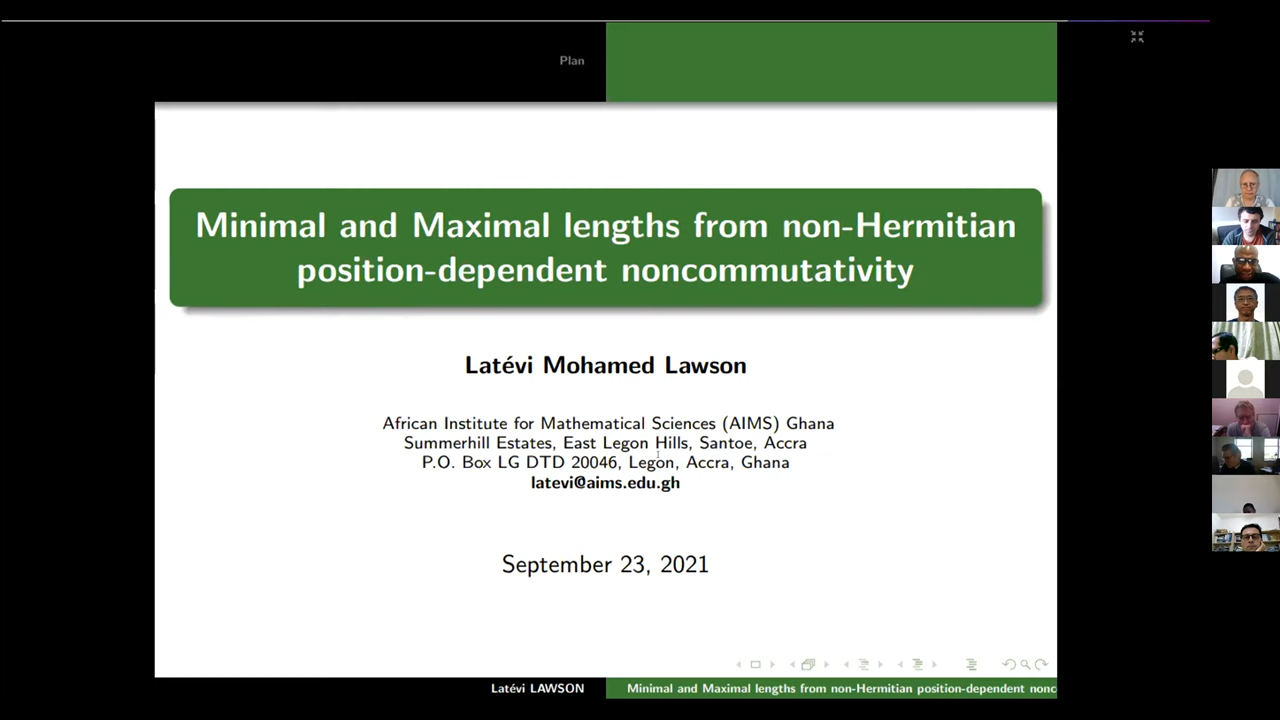 Plan
Minimal and Maximal lengths from non-Hermitian
position-dependent noncommutativity
Latévi Mohamed Lawson
African Institute for Mathematical Sciences (AIMS) Ghana
Summerhill Estates, East Legon Hills, Santoe, Accra
P.O. Box LG DTD 20046, Legon, Accra, Ghana
latevi@aims.edu.gh
September 23, 2021
Latévi LAWSON
Minimal and Maximal lengths from non-Hermitian position-dependent nonc